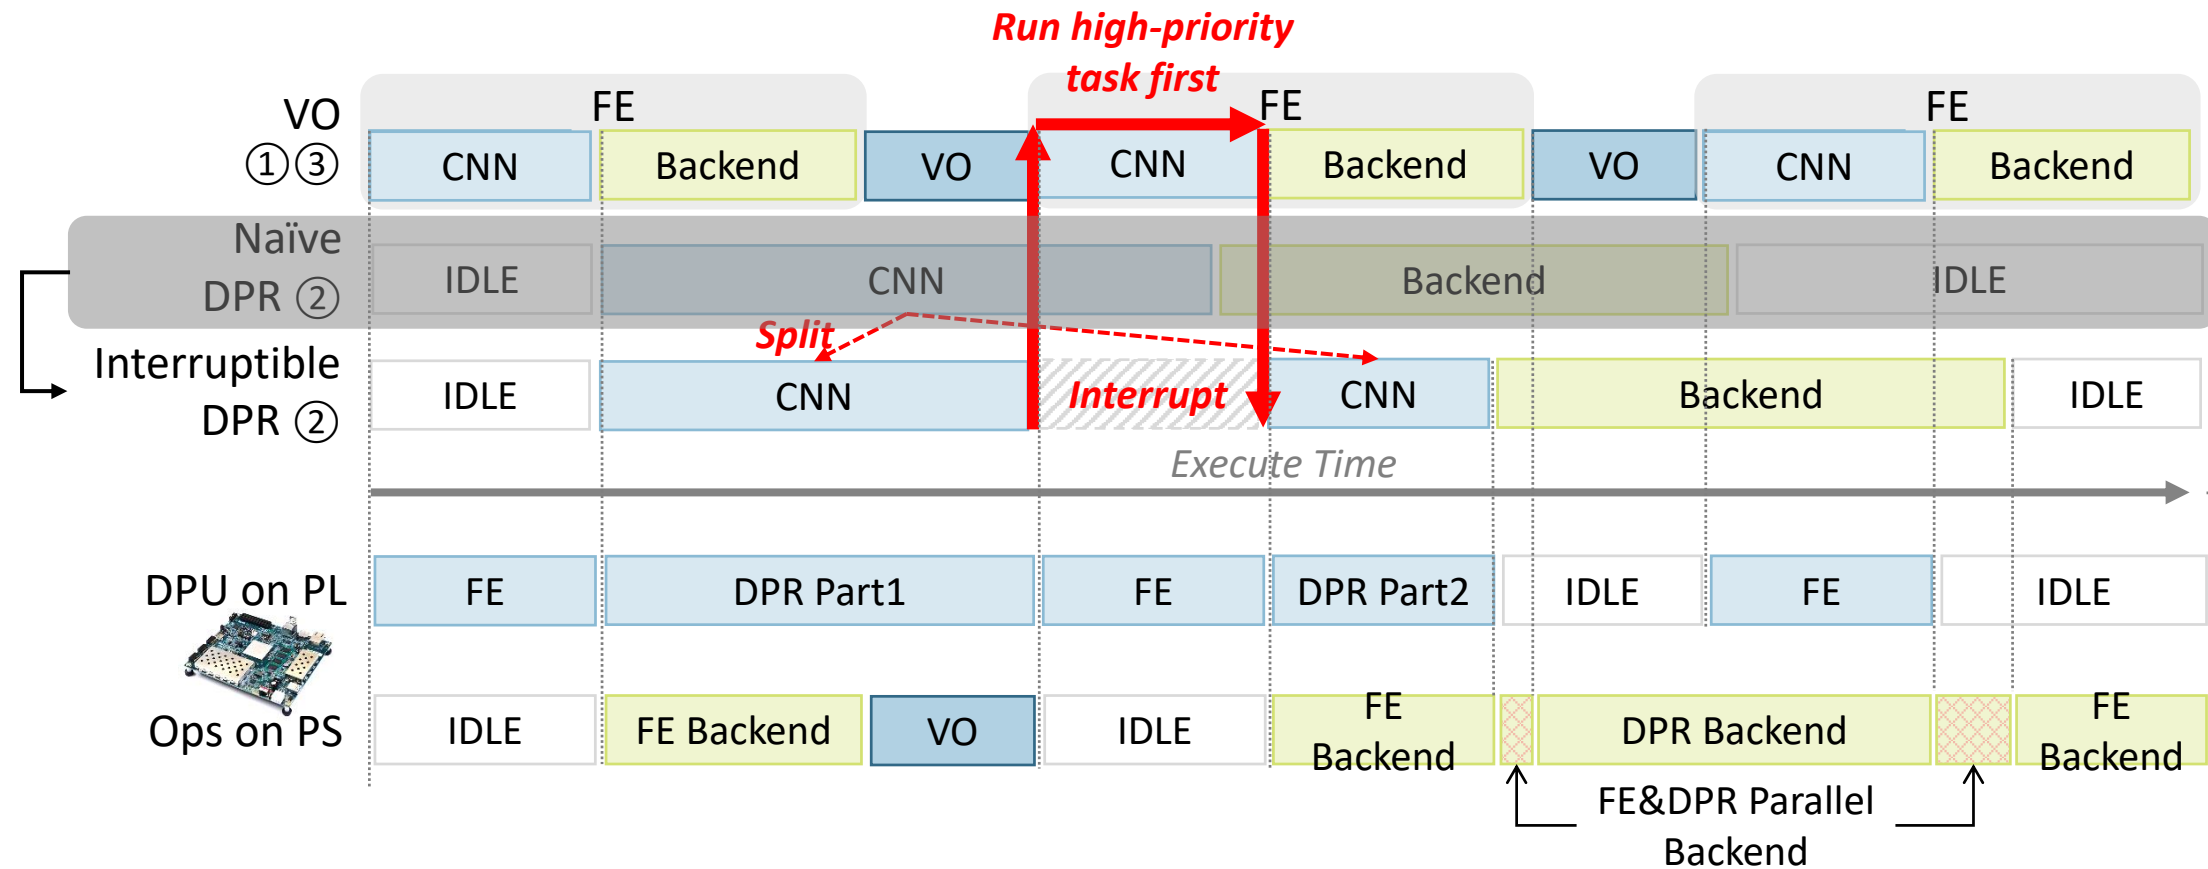 Run high-priority
task first
FE FE FE
VO
①③
CNN Backend VO CNN Backend VO CNN Backend
Naïve
DPR ②
IDLE CNN Backend IDLE
Split
Interruptible
DPR ②
IDLE CNN Interrupt CNN Backend IDLE
Execute Time
DPU on PL FE DPR Part1 FE DPR Part2 IDLE FE IDLE
Ops on PS IDLE FE Backend VO IDLE FE
Backend DPR Backend FE
Backend
FE&DPR Parallel
Backend